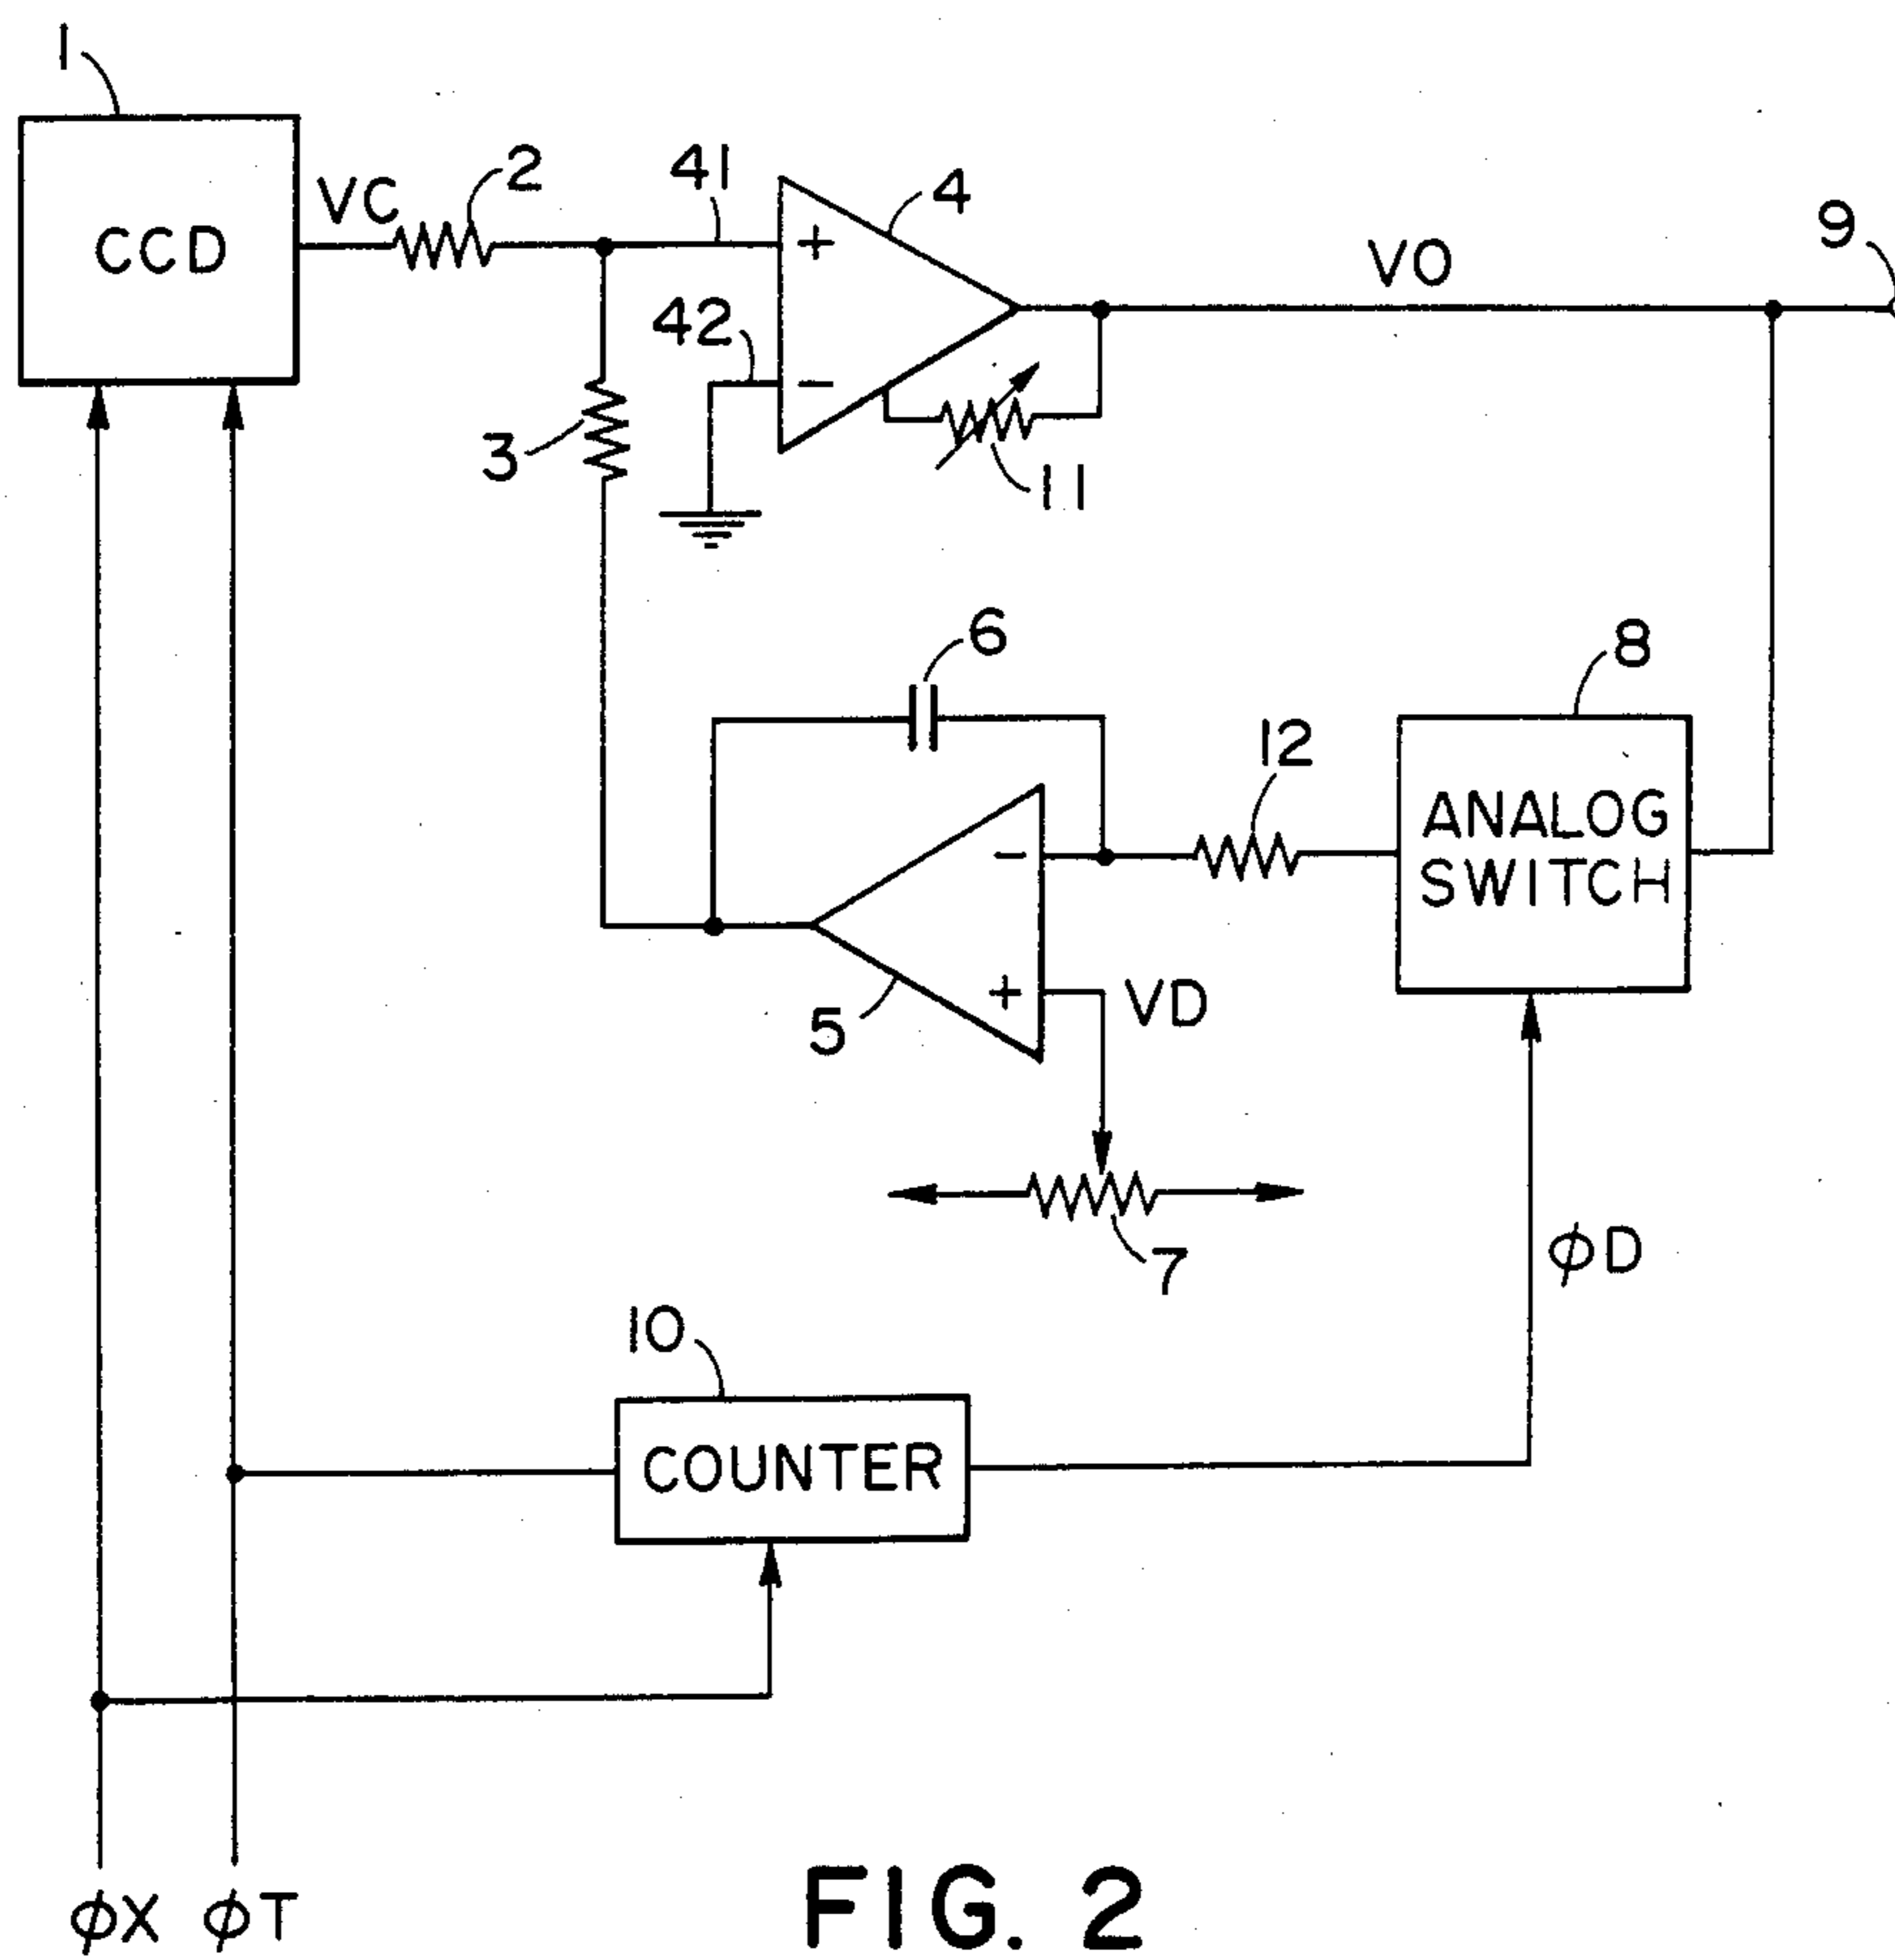 1
CCD
VC
2
41
+
4
42
-
3
11
VO
9
6
8
12
ANALOG
SWITCH
-
+
5
VD
7
10
COUNTER
φD
φX
φT
FIG. 2